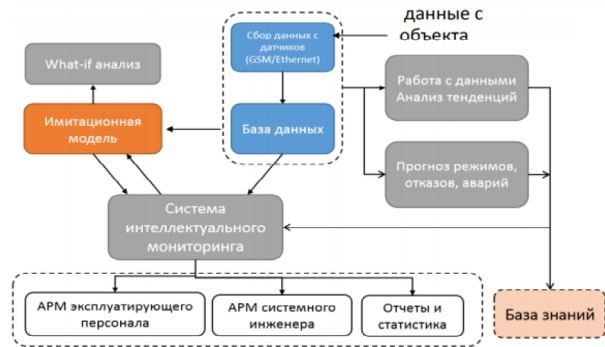 данные с
объекта
Сбор данных с
датчиков
(GSM/Ethernet)
What-if анализ
Работа с данными
Анализ тенденций
Имитационная
модель
База данных
Прогноз режимов,
отказов, аварий
Система
интеллектуального
мониторинга
АРМ эксплуатирующего
персонала
АРМ системного
инженера
Отчеты и
статистика
База знаний